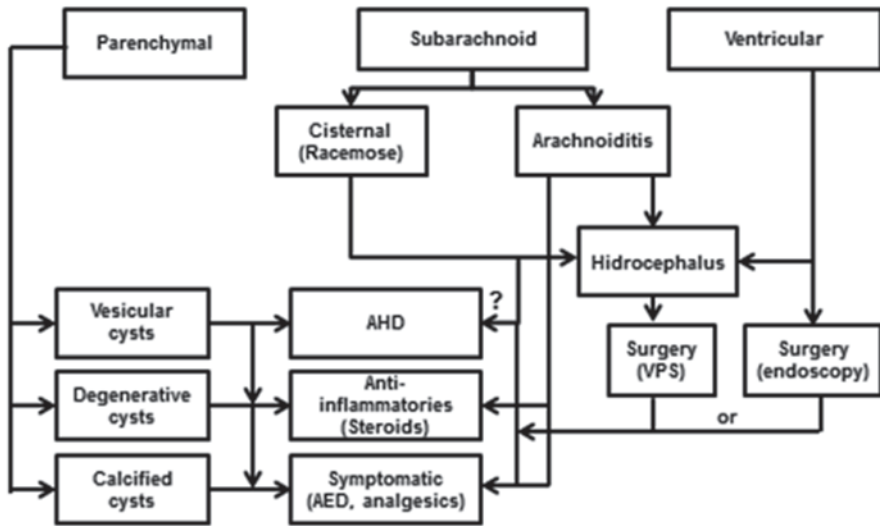 Parenchymal
Subarachnoid
Ventricular
Cisternal
(Racemose)
Arachnoiditis
Hidrocephalus
?
Vesicular
cysts
AHD
Surgery
(VPS)
Surgery
(endoscopy)
Degenerative
cysts
Anti-
inflammatories
(Steroids)
or
Calcified
cysts
Symptomatic
(AED, analgesics)